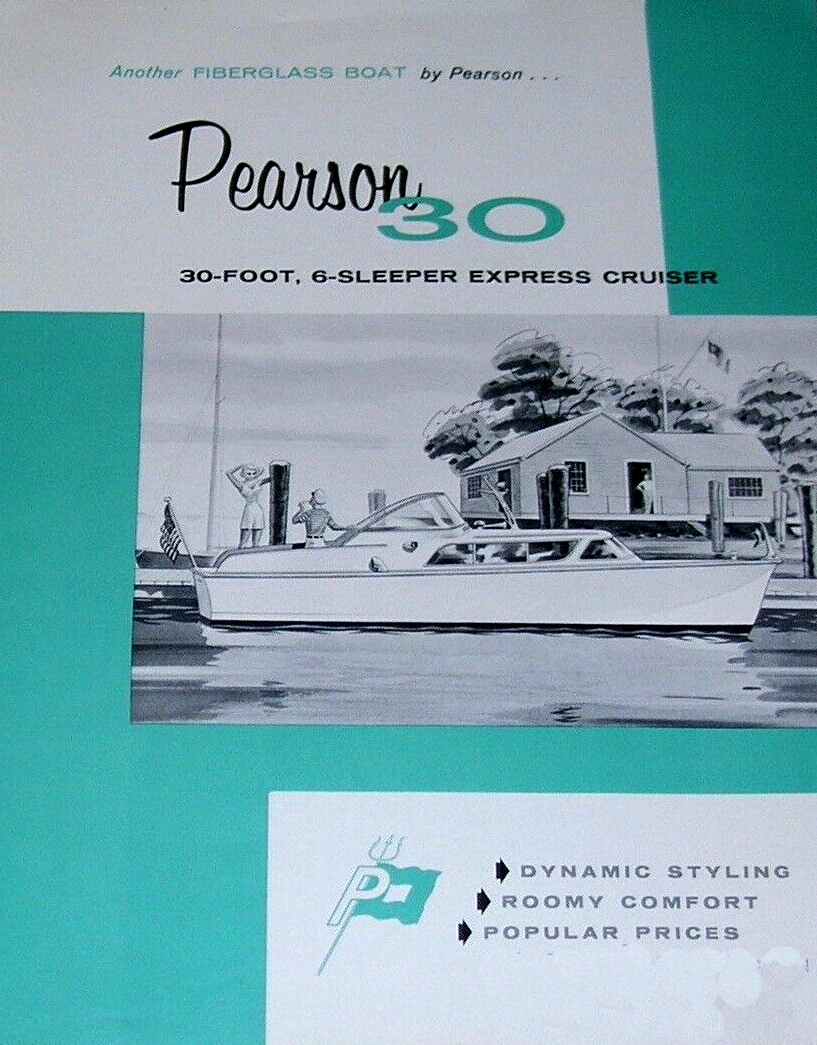 Another FIBERGLASS BOAT by Pearson . . .
Pearson
30
30-FOOT, 6-SLEEPER EXPRESS CRUISER
P
DYNAMIC STYLING
ROOMY COMFORT
POPULAR PRICES